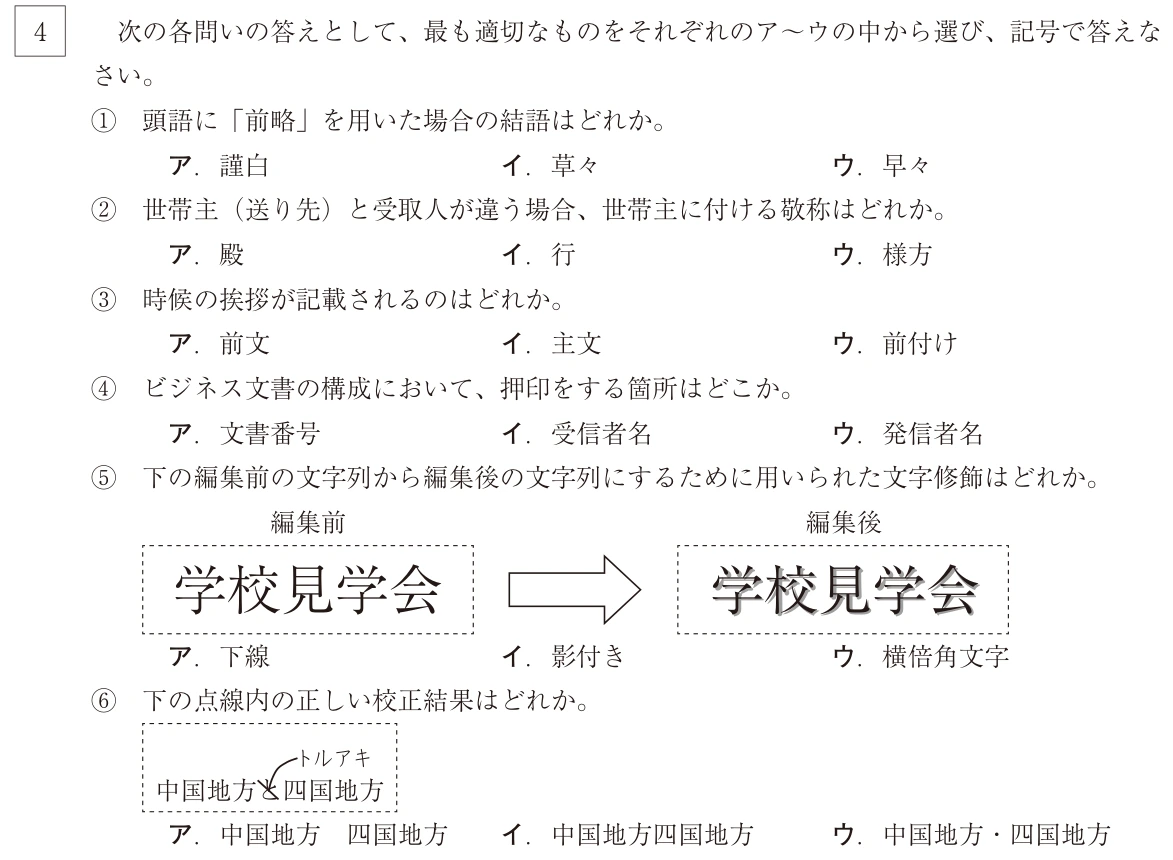 4 次の各問いの答えとして、最も適切なものをそれぞれのア～ウの中から選び、記号で答えな
さい。
① 頭語に「前略」を用いた場合の結語はどれか。
ア．謹白 イ．草々 ウ．早々
② 世帯主（送り先）と受取人が違う場合、世帯主に付ける敬称はどれか。
ア．殿 イ．行 ウ．様方
③ 時候の挨拶が記載されるのはどれか。
ア．前文 イ．主文 ウ．前付け
④ ビジネス文書の構成において、押印をする箇所はどこか。
ア．文書番号 イ．受信者名 ウ．発信者名
⑤ 下の編集前の文字列から編集後の文字列にするために用いられた文字修飾はどれか。
編集前 編集後
学校見学会 学校見学会
ア．下線 イ．影付き ウ．横倍角文字
⑥ 下の点線内の正しい校正結果はどれか。
トルアキ
中国地方と四国地方
ア．中国地方　四国地方 イ．中国地方四国地方 ウ．中国地方・四国地方